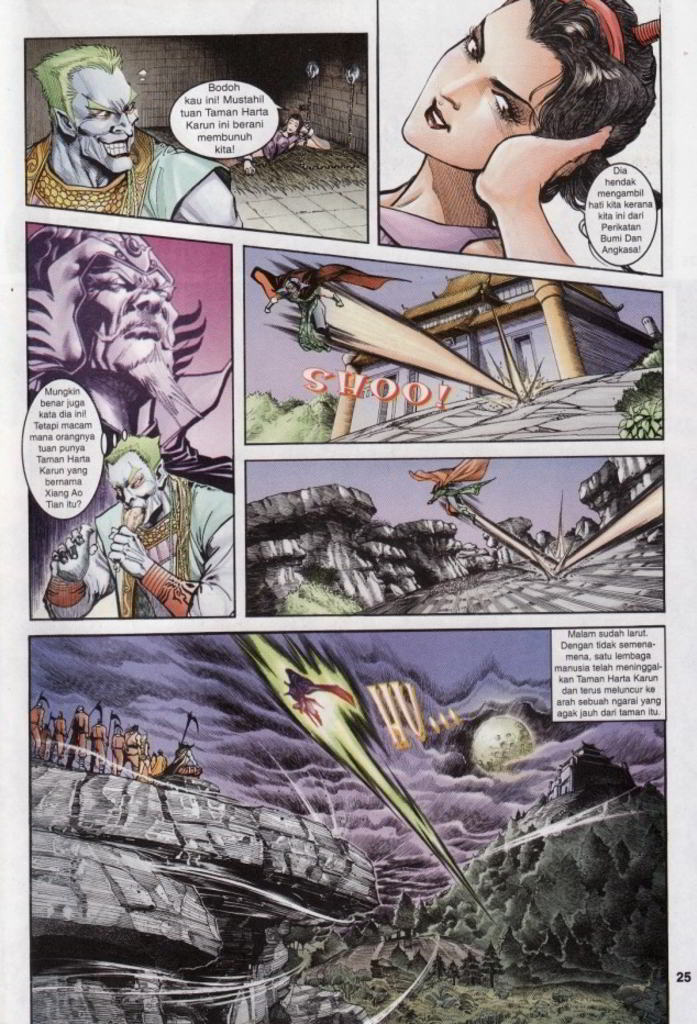 Bodoh
kau ini! Mustahil
tuan Taman Harta
Karun ini berani
membunuh
kita!
Dia
hendak
mengambil
hati kita kerana
kita ini dari
Perikatan
Bumi Dan
Angkasa!
Mungkin
benar juga
kata dia ini!
Tetapi macam
mana orangnya
tuan punya
Taman Harta
Karun yang
bernama
Xiang Ao
Tian itu?
SHOO!
Malam sudah larut.
Dengan tidak semena-
mena, satu lembaga
manusia telah meninggal-
kan Taman Harta Karun
dan terus meluncur ke
arah sebuah ngarai yang
agak jauh dari taman itu.
25